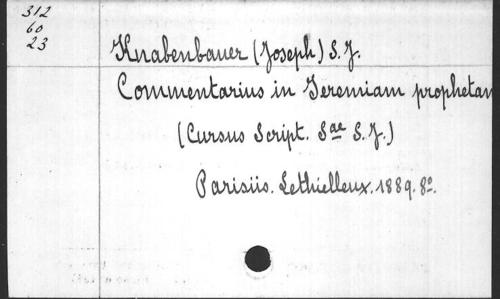 312
60
23
Knabenbauer (Joseph) S. J.
Commentarius in Jeremiam prophetam
(Cursus Script. Sae S. J.)
Parisiis. Lethielleux. 1889. 8º.